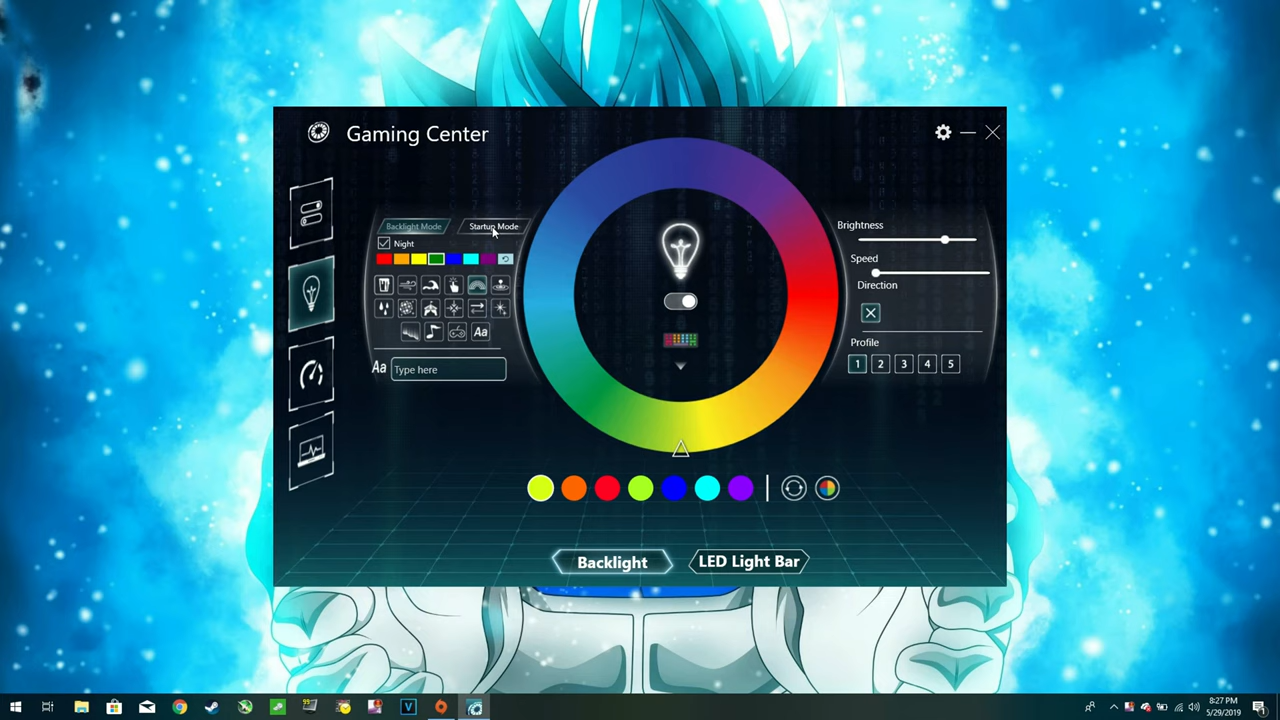 Gaming Center
Backlight Mode
Startup Mode
Night
Aa
Aa
Type here
Brightness
Speed
Direction
Profile
1 2 3 4 5
Backlight
LED Light Bar
8:27 PM
5/29/2019